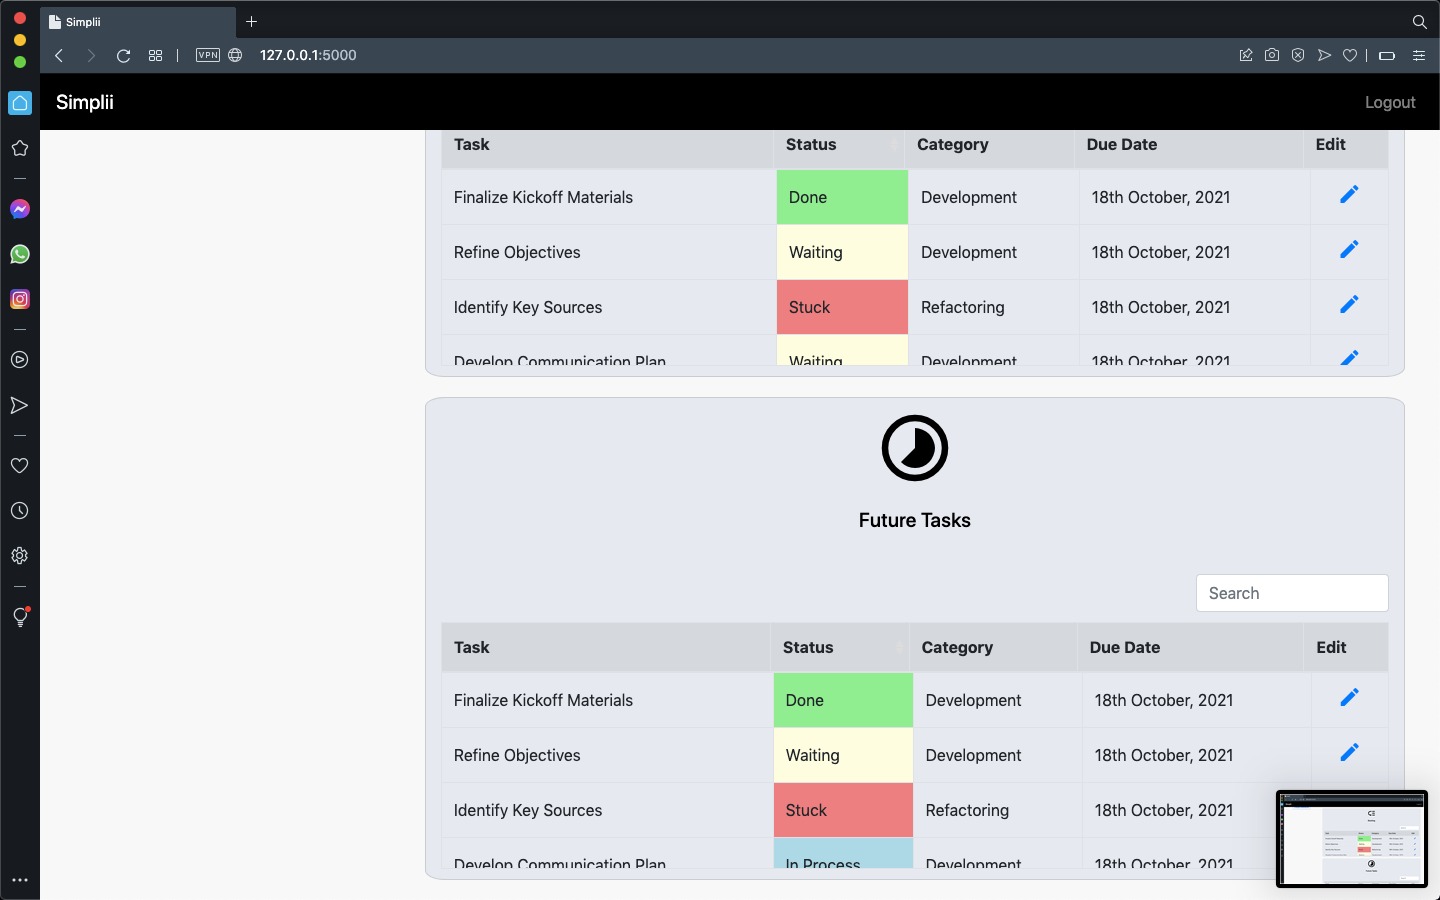 Simplii
VPN 127.0.0.1:5000
Simplii Logout
Task Status Category Due Date Edit
Finalize Kickoff Materials Done Development 18th October, 2021
Refine Objectives Waiting Development 18th October, 2021
Identify Key Sources Stuck Refactoring 18th October, 2021
Develop Communication Plan Waiting Development 18th October, 2021
Future Tasks
Search
Task Status Category Due Date Edit
Finalize Kickoff Materials Done Development 18th October, 2021
Refine Objectives Waiting Development 18th October, 2021
Identify Key Sources Stuck Refactoring 18th October, 2021
Develop Communication Plan In Process Development 18th October, 2021